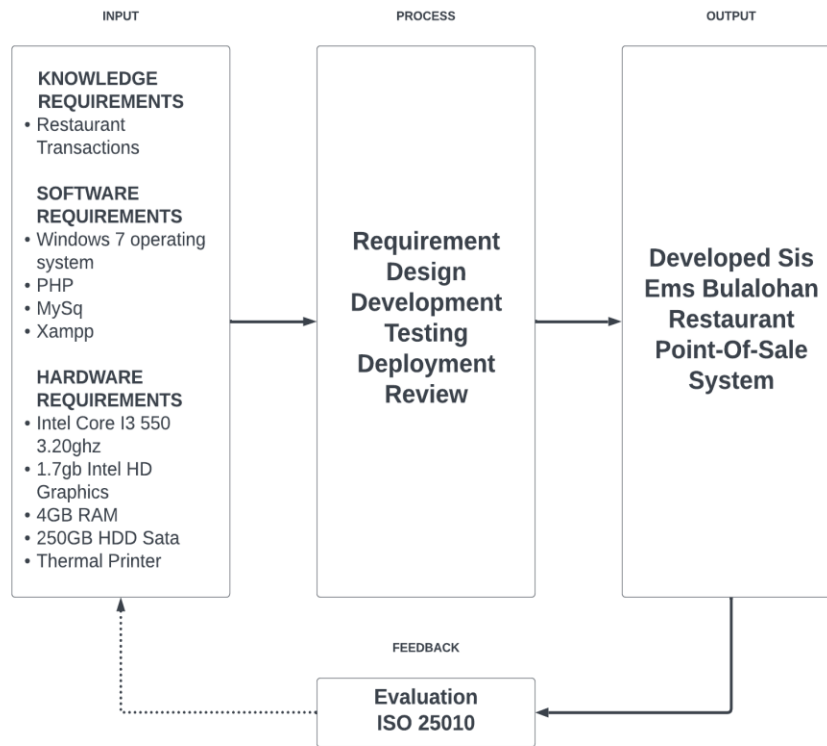 INPUT
PROCESS
OUTPUT
KNOWLEDGE
REQUIREMENTS
• Restaurant
Transactions
SOFTWARE
REQUIREMENTS
• Windows 7 operating
system
• PHP
• MySq
• Xampp
HARDWARE
REQUIREMENTS
• Intel Core I3 550
3.20ghz
• 1.7gb Intel HD
Graphics
• 4GB RAM
• 250GB HDD Sata
• Thermal Printer
Requirement
Design
Development
Testing
Deployment
Review
Developed Sis
Ems Bulalohan
Restaurant
Point-Of-Sale
System
FEEDBACK
Evaluation
ISO 25010